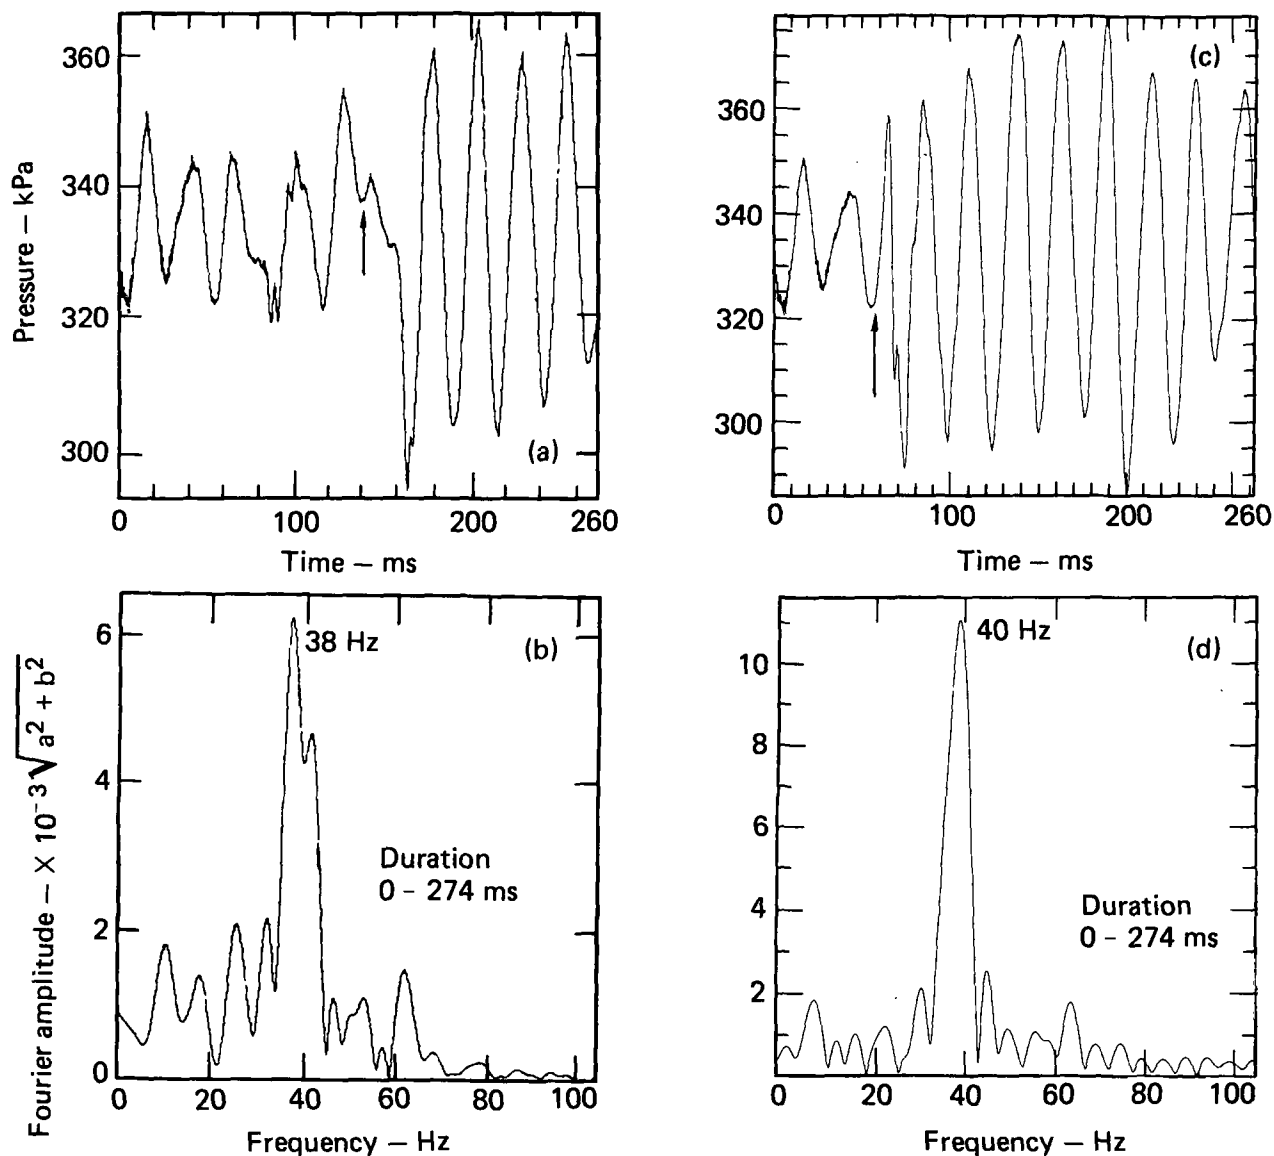 Pressure – kPa
360
340
320
300
(a)
0
100
200
260
Time – ms
360
340
320
300
(c)
0
100
200
260
Time – ms
Fourier amplitude – X 10⁻³ √a² + b²
6
4
2
0
38 Hz
(b)
Duration
0 – 274 ms
0
20
40
60
80
100
Frequency – Hz
10
8
6
4
2
40 Hz
(d)
Duration
0 – 274 ms
0
20
40
60
80
100
Frequency – Hz